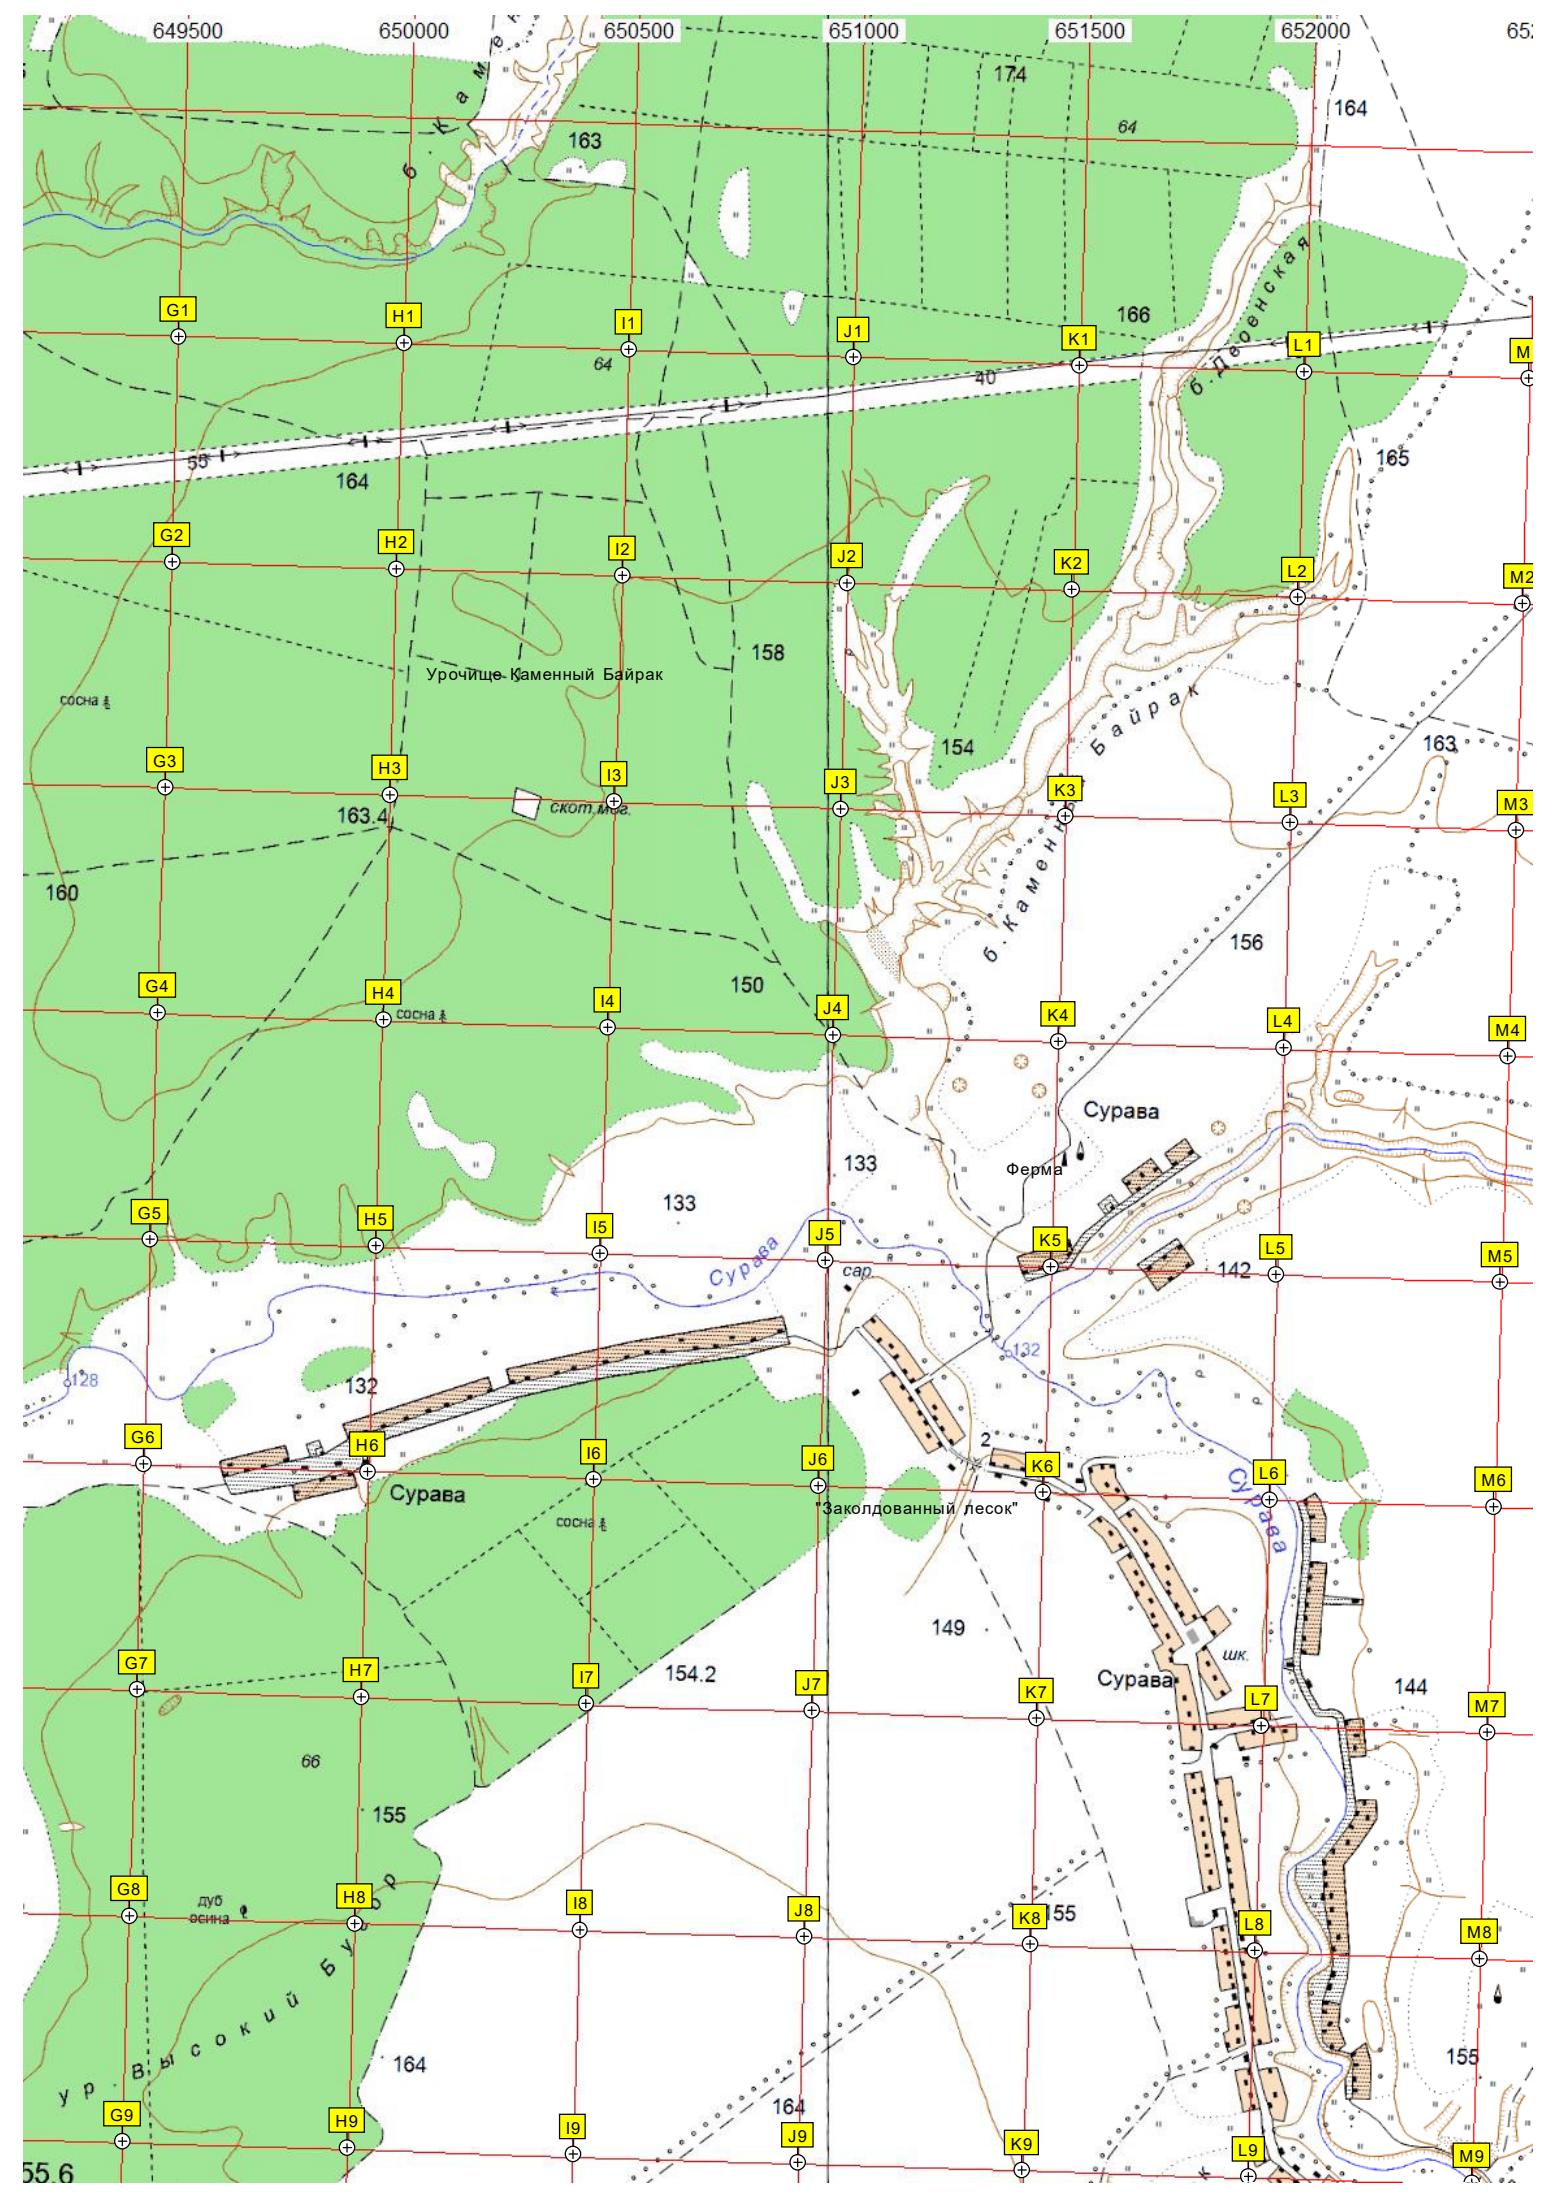 649500 650000 650500 651000 651500 652000
б. Каме
174
164
64
163
б. Деренская
166
G1 H1 I1 J1 K1 L1
64
40
55
164
165
G2 H2 I2 J2 K2 L2 M2
158
Урочище Каменный Байрак
сосна
154
163
б. Камен Байрак
G3 H3 I3 J3 K3 L3 M3
скот.мог.
163.4
160
156
150
G4 H4 I4 J4 K4 L4 M4
сосна
Сурава
133
Ферма
133
G5 H5 I5 J5 K5 L5 M5
Сурава
сар.
142
132
128
132
2
G6 H6 I6 J6 K6 L6 M6
Сурава
"Заколдованный лесок"
Сурава
сосна
149
шк.
154.2
Сурава
144
G7 H7 I7 J7 K7 L7 M7
66
155
G8 H8 I8 J8 K8 L8 M8
дуб
осина
155
ур. Высокий Бугор
164
155
164
G9 H9 I9 J9 K9 L9 M9
55.6